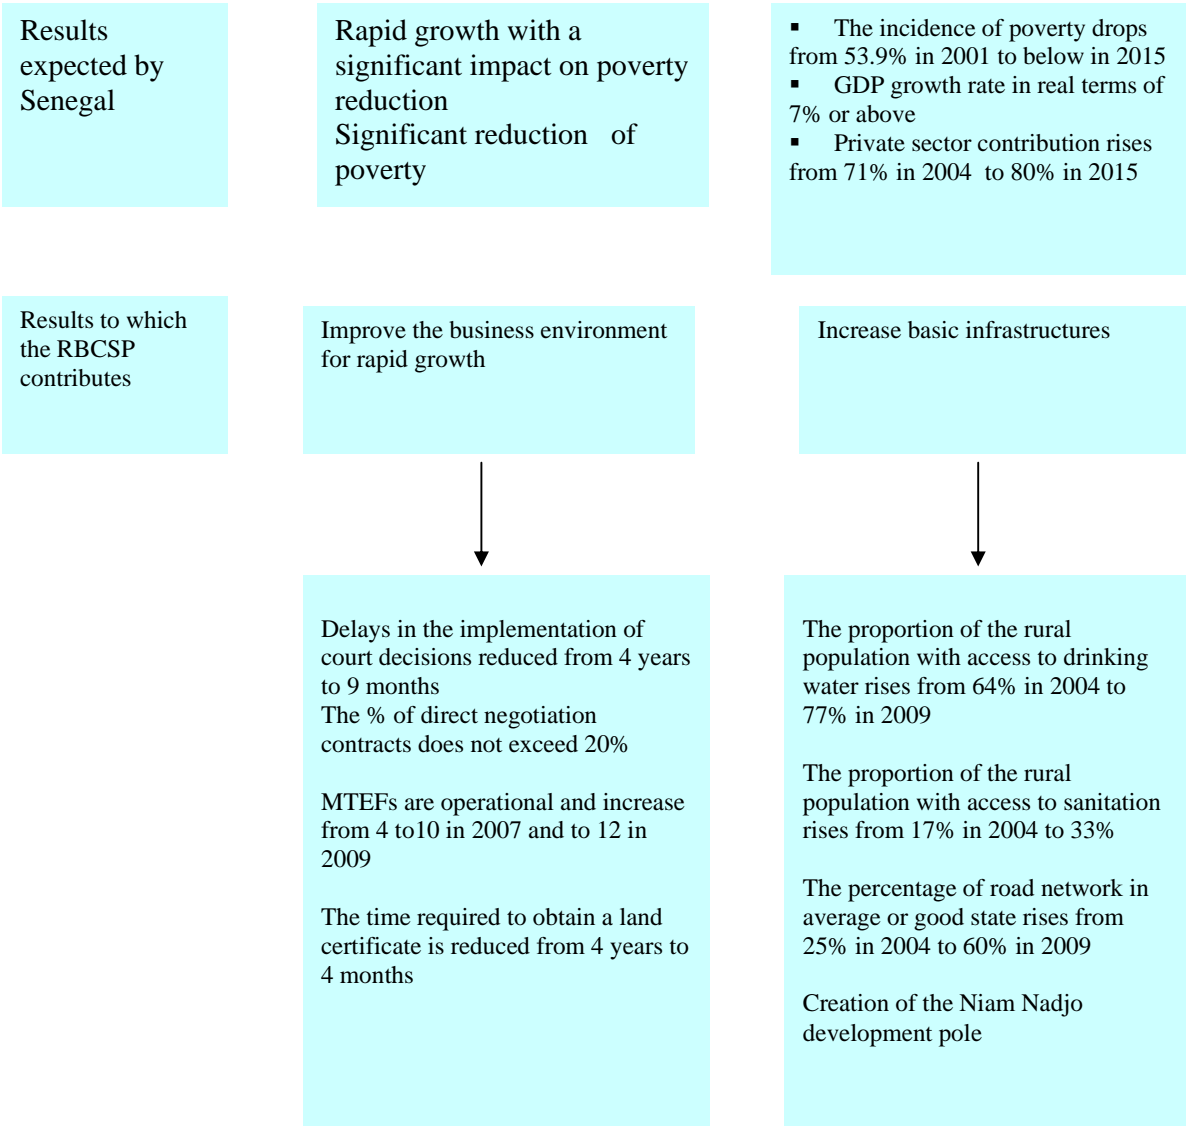 Results
expected by
Senegal
Rapid growth with a
significant impact on poverty
reduction
Significant reduction of
poverty
▪ The incidence of poverty drops
from 53.9% in 2001 to below in 2015
▪ GDP growth rate in real terms of
7% or above
▪ Private sector contribution rises
from 71% in 2004 to 80% in 2015
Results to which
the RBCSP
contributes
Improve the business environment
for rapid growth
Increase basic infrastructures
Delays in the implementation of
court decisions reduced from 4 years
to 9 months
The % of direct negotiation
contracts does not exceed 20%
MTEFs are operational and increase
from 4 to10 in 2007 and to 12 in
2009
The time required to obtain a land
certificate is reduced from 4 years to
4 months
The proportion of the rural
population with access to drinking
water rises from 64% in 2004 to
77% in 2009
The proportion of the rural
population with access to sanitation
rises from 17% in 2004 to 33%
The percentage of road network in
average or good state rises from
25% in 2004 to 60% in 2009
Creation of the Niam Nadjo
development pole